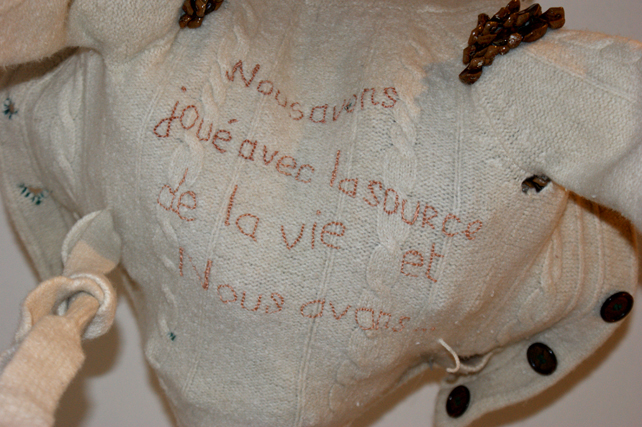 Nous avons
joué avec la source
de la vie et
Nous avons...